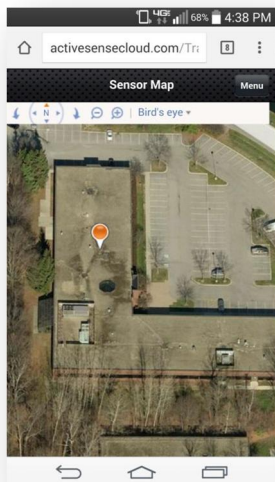 4G LTE 68% 4:38 PM
activesensecloud.com/Tra 8
Sensor Map Menu
N Bird's eye